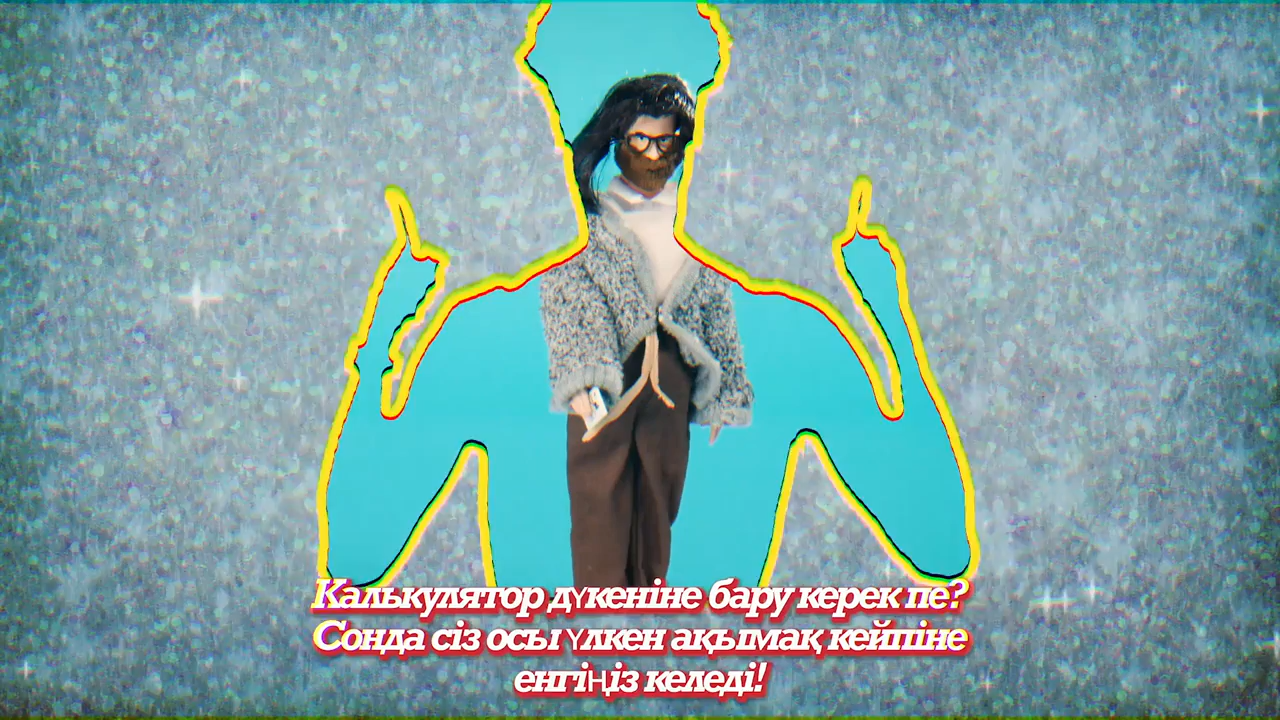 Калькулятор дүкеніне бару керек пе?
Сонда сіз осы үлкен ақымақ кейпіне
енгіңіз келеді!